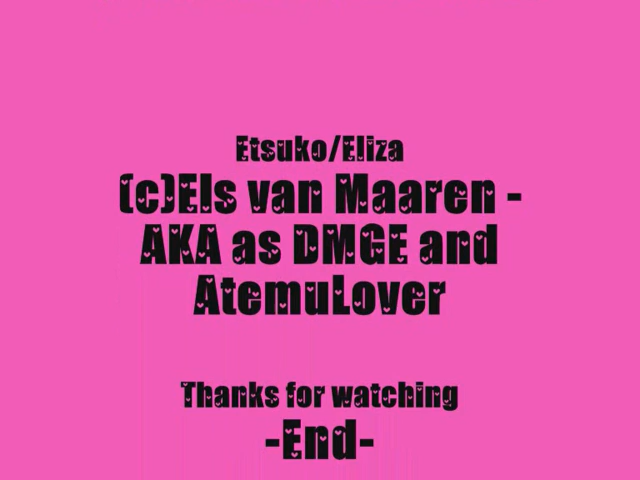 Etsuko/Eliza
(c)Els van Maaren -
AKA as DMGE and
AtemuLover
Thanks for watching
-End-